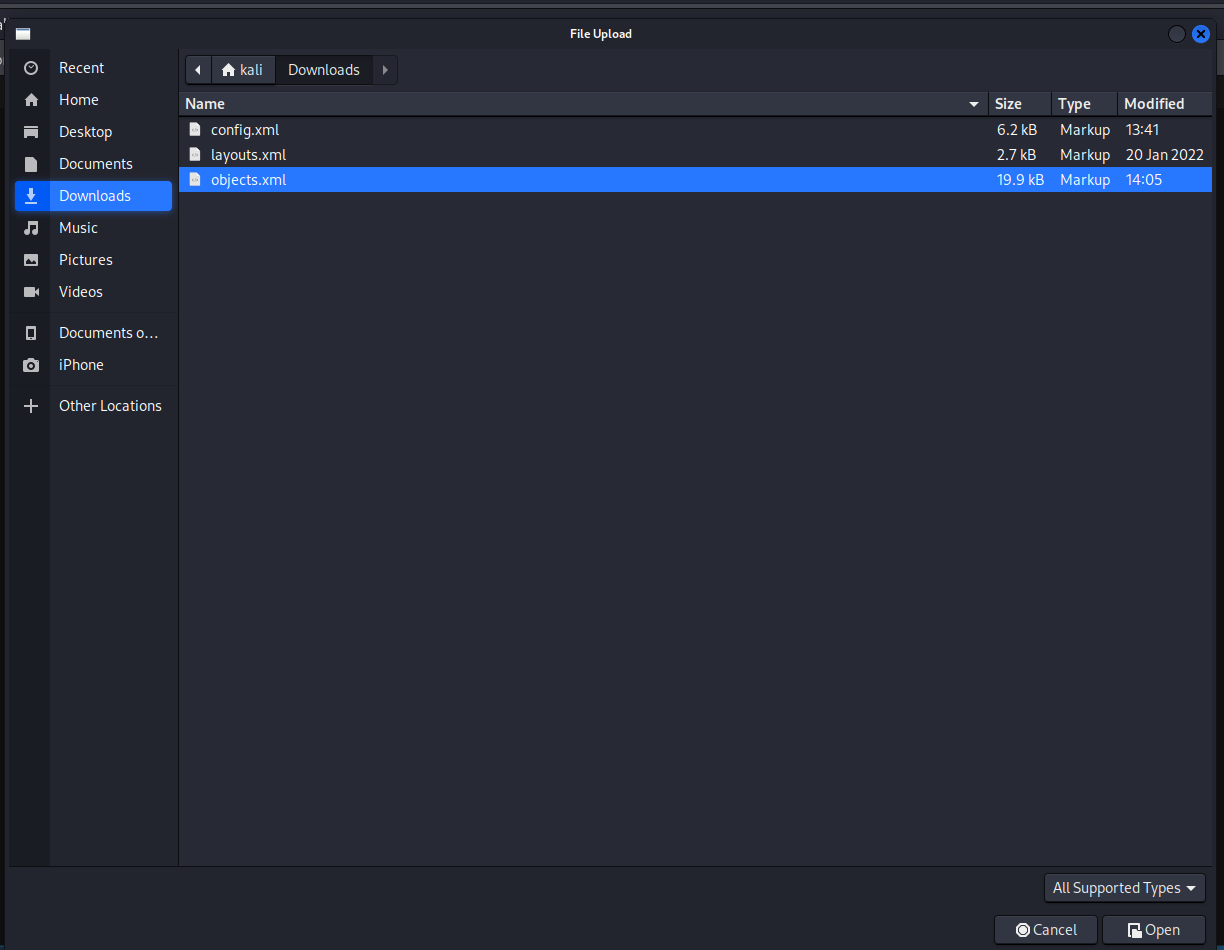 File Upload
Recent
Home
Desktop
Documents
Downloads
Music
Pictures
Videos
Documents o…
iPhone
Other Locations
kali Downloads
Name Size Type Modified
config.xml 6.2 kB Markup 13:41
layouts.xml 2.7 kB Markup 20 Jan 2022
objects.xml 19.9 kB Markup 14:05
All Supported Types
Cancel Open